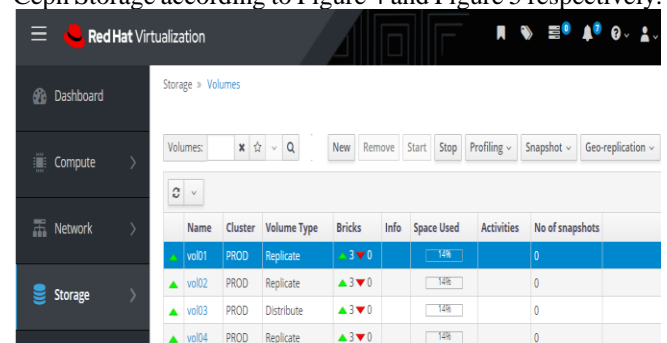 Ceph Storage according to Figure 4 and Figure 5 respectively.
Red Hat Virtualization
0
7
Dashboard
Storage » Volumes
Volumes:
New Remove Start Stop Profiling Snapshot Geo-replication
Compute
Name Cluster Volume Type Bricks Info Space Used Activities No of snapshots
Network
vol01 PROD Replicate 3 0 14% 0
vol02 PROD Replicate 3 0 14% 0
Storage
vol03 PROD Distribute 3 0 14% 0
vol04 PROD Replicate 3 0 14% 0